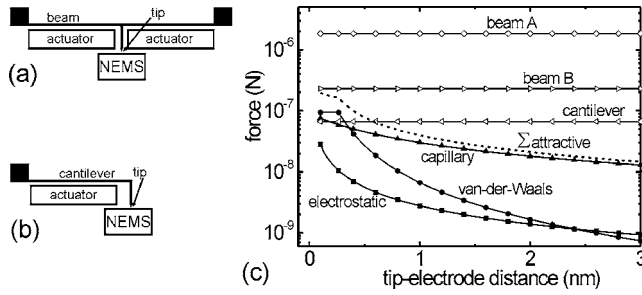 beam
tip
actuator
actuator
NEMS
(a)
cantilever
tip
actuator
NEMS
(b)
force (N)
10^-6
10^-7
10^-8
10^-9
beam A
beam B
cantilever
Σattractive
capillary
van-der-Waals
electrostatic
0
1
2
3
tip-electrode distance (nm)
(c)